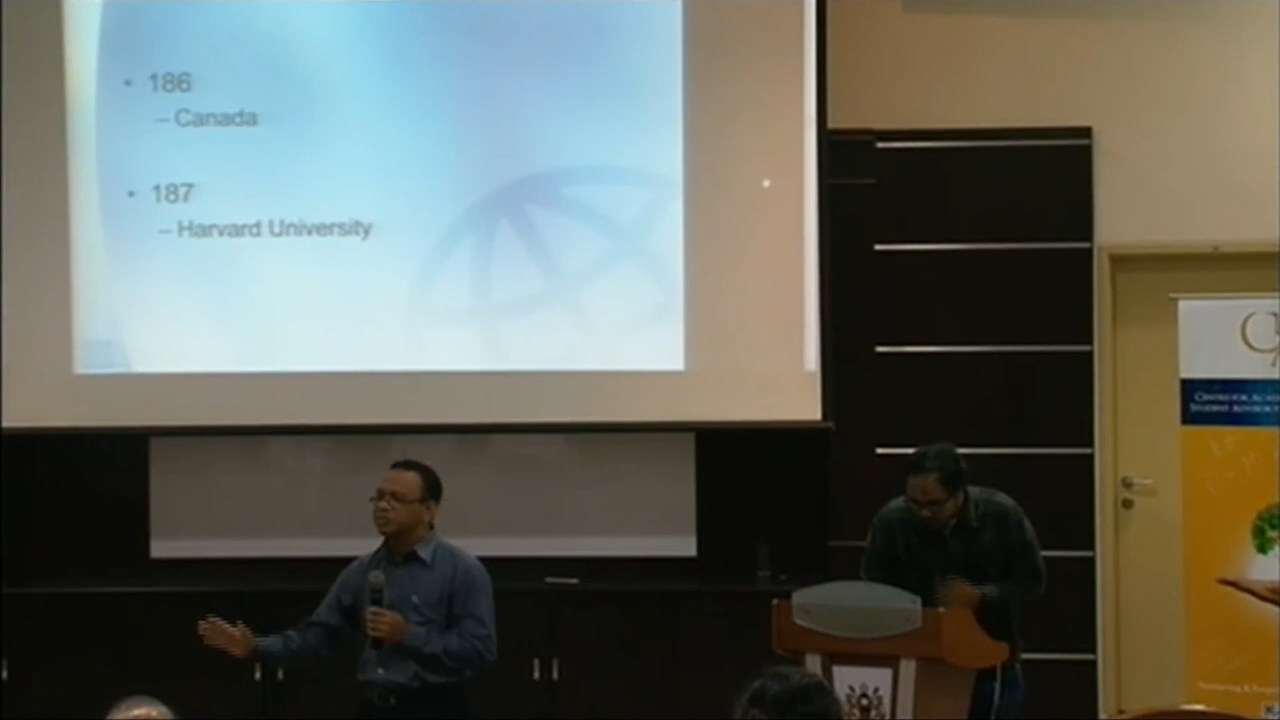 • 186
– Canada
• 187
– Harvard University